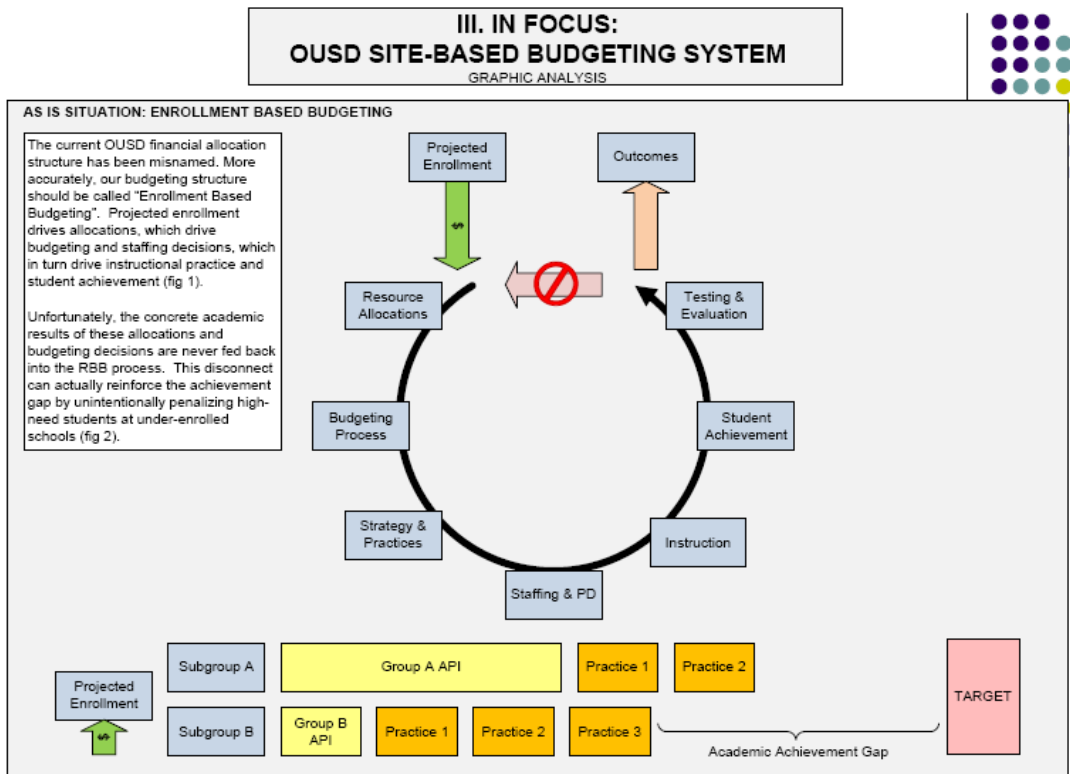 III. IN FOCUS:
OUSD SITE-BASED BUDGETING SYSTEM
GRAPHIC ANALYSIS
AS IS SITUATION: ENROLLMENT BASED BUDGETING
The current OUSD financial allocation
structure has been misnamed. More
accurately, our budgeting structure
should be called "Enrollment Based
Budgeting". Projected enrollment
drives allocations, which drive
budgeting and staffing decisions, which
in turn drive instructional practice and
student achievement (fig 1).
Unfortunately, the concrete academic
results of these allocations and
budgeting decisions are never fed back
into the RBB process. This disconnect
can actually reinforce the achievement
gap by unintentionally penalizing high-
need students at under-enrolled
schools (fig 2).
Projected
Enrollment
Outcomes
$
Resource
Allocations
Testing &
Evaluation
Budgeting
Process
Student
Achievement
Strategy &
Practices
Instruction
Staffing & PD
Projected
Enrollment
$
Subgroup A
Group A API
Practice 1
Practice 2
TARGET
Subgroup B
Group B
API
Practice 1
Practice 2
Practice 3
Academic Achievement Gap